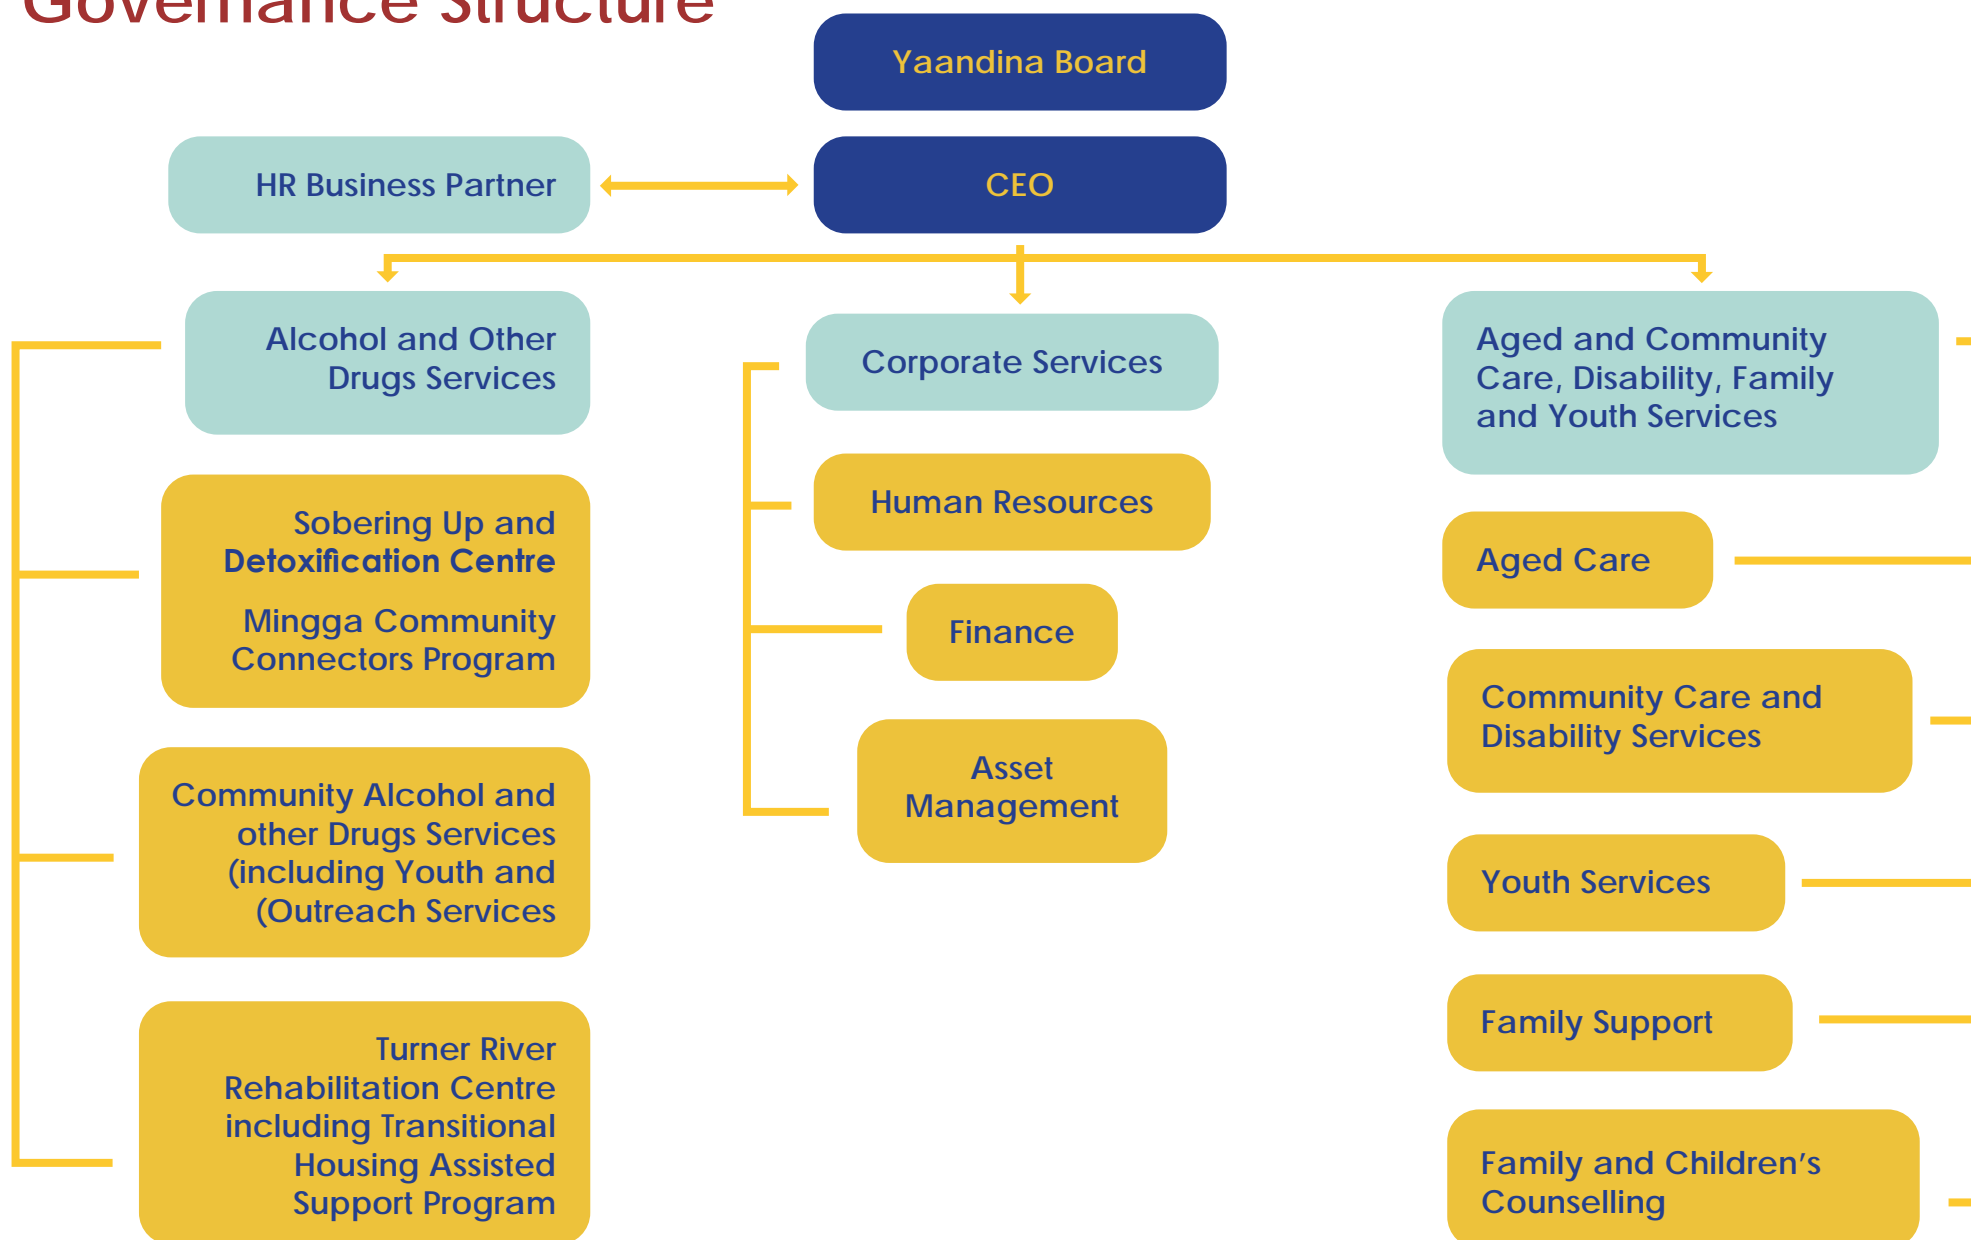 Governance Structure
Yaandina Board
HR Business Partner
CEO
Alcohol and Other
Drugs Services
Sobering Up and
Detoxification Centre
Mingga Community
Connectors Program
Community Alcohol and
other Drugs Services
(including Youth and
(Outreach Services
Turner River
Rehabilitation Centre
including Transitional
Housing Assisted
Support Program
Corporate Services
Human Resources
Finance
Asset
Management
Aged and Community
Care, Disability, Family
and Youth Services
Aged Care
Community Care and
Disability Services
Youth Services
Family Support
Family and Children's
Counselling